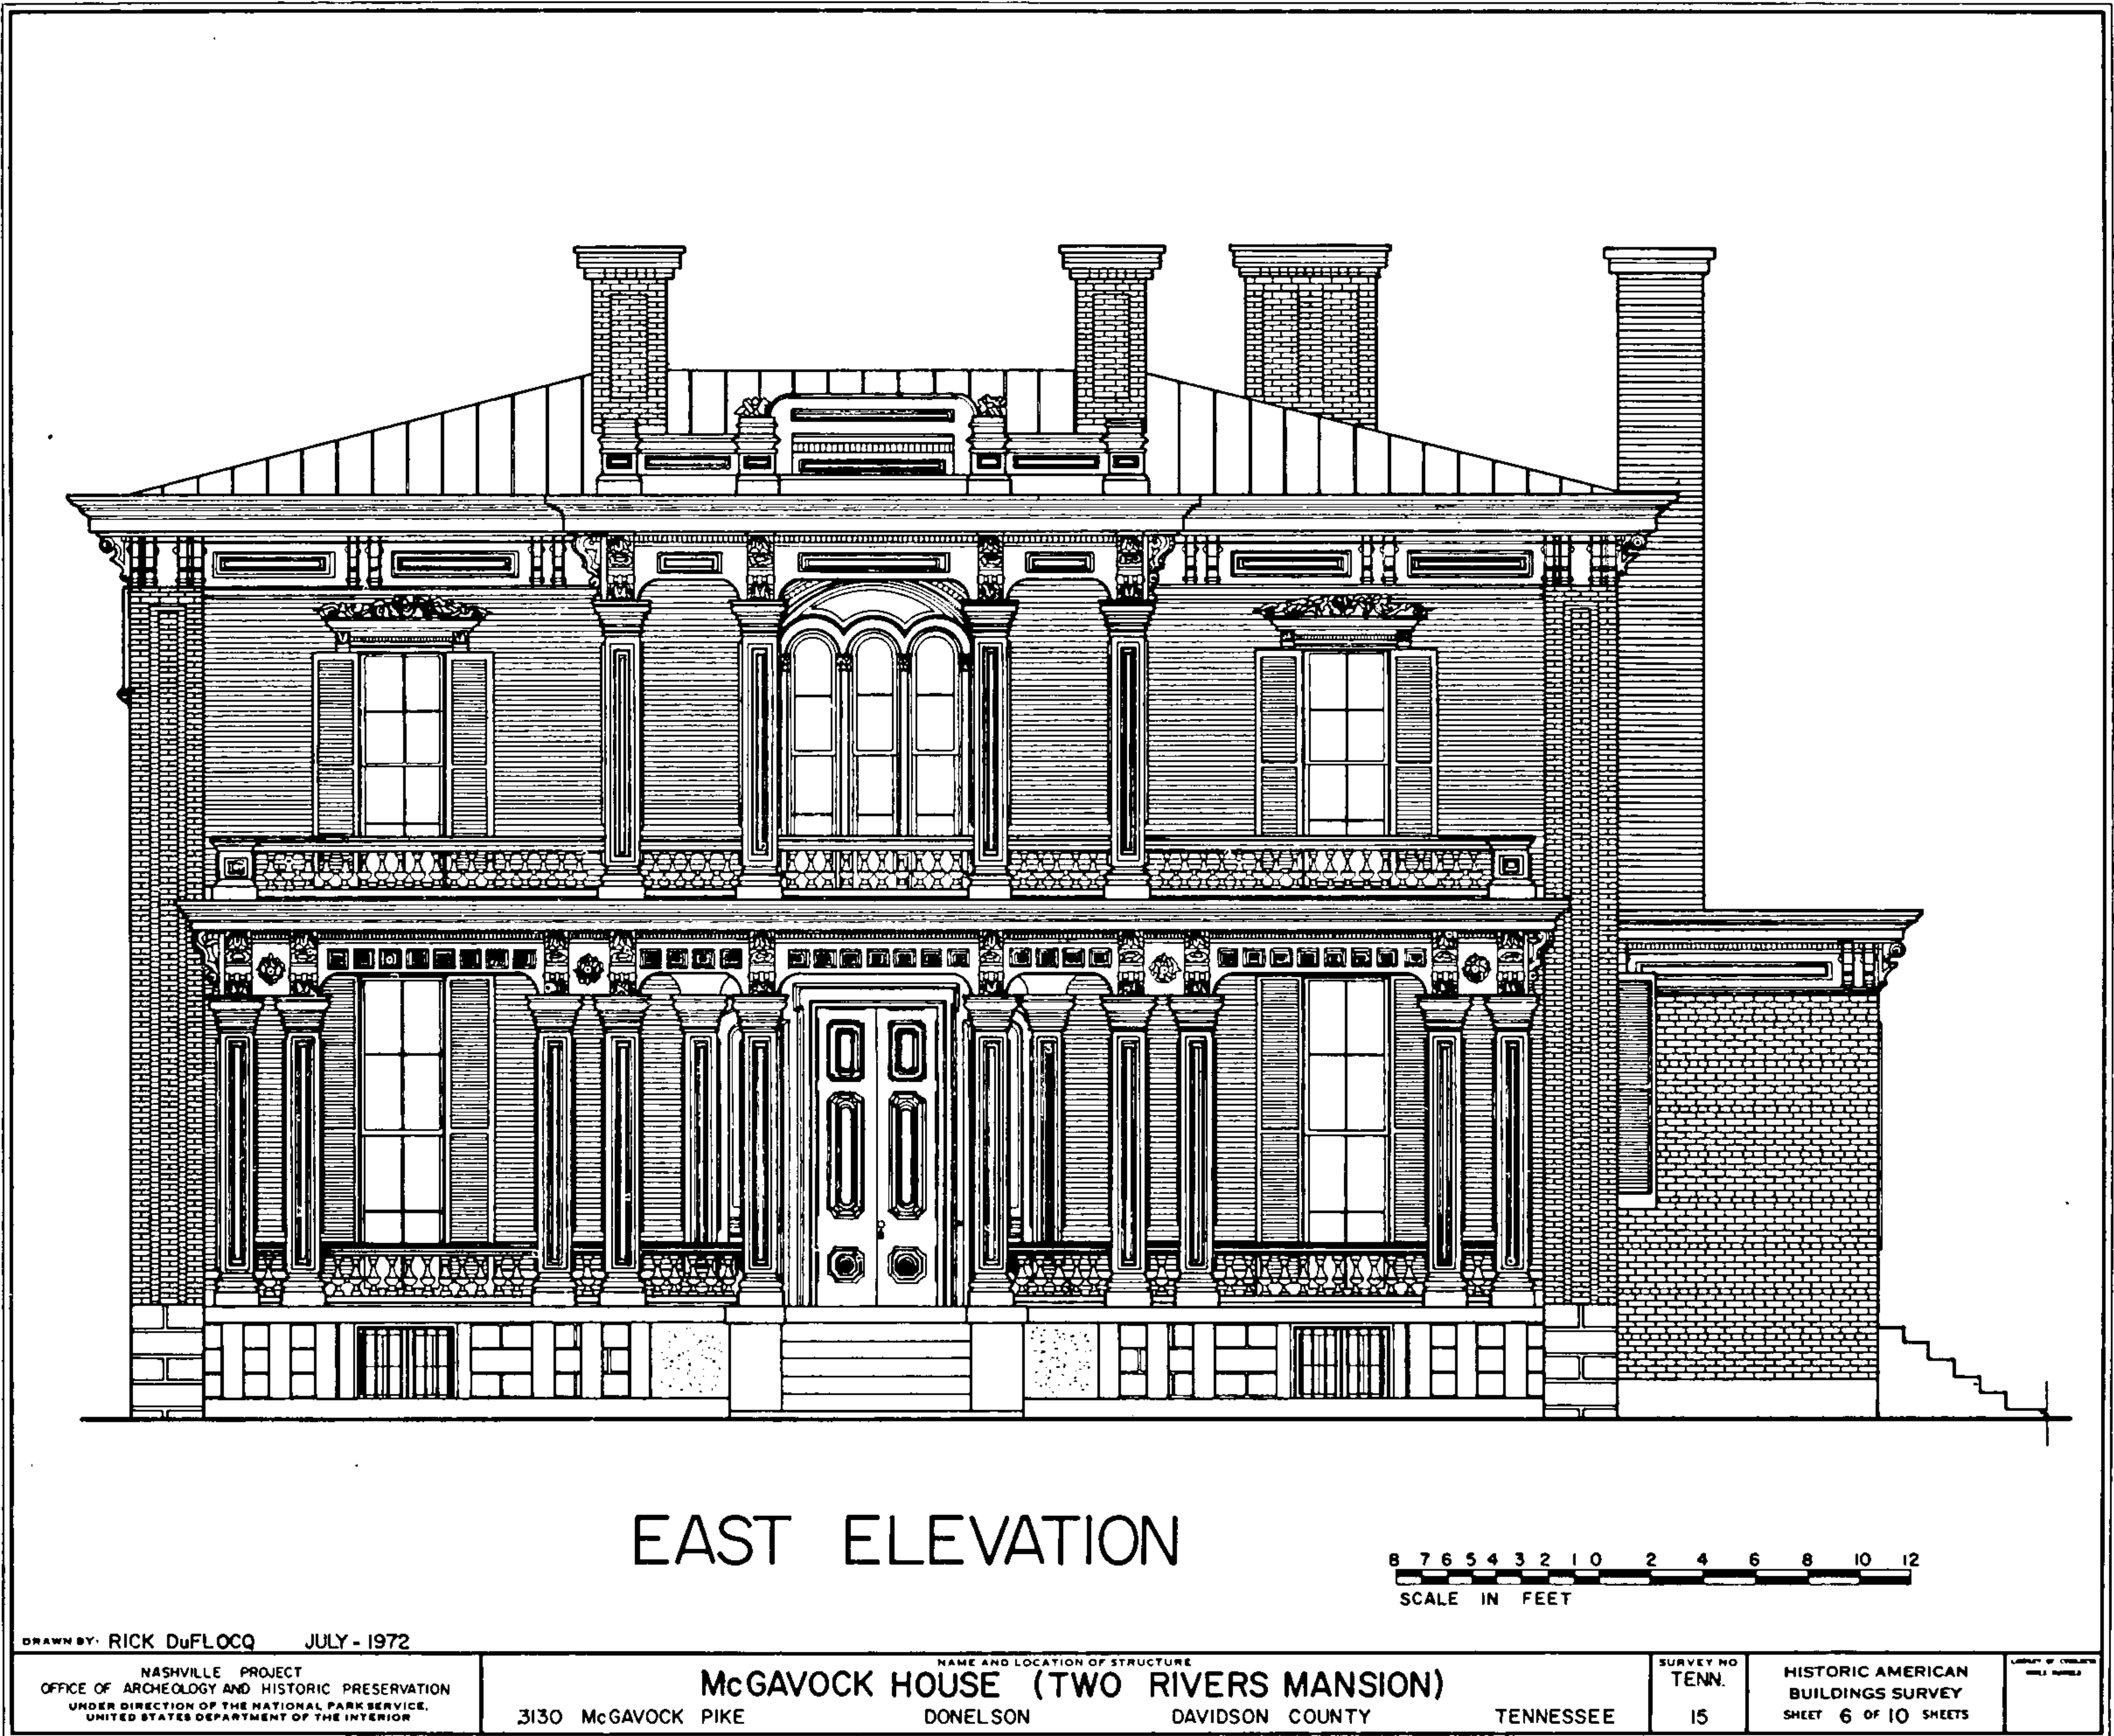 EAST ELEVATION
8 7 6 5 4 3 2 1 0 2 4 6 8 10 12
SCALE IN FEET
DRAWN BY: RICK DuFLOCQ JULY-1972
NASHVILLE PROJECT
OFFICE OF ARCHEOLOGY AND HISTORIC PRESERVATION
UNDER DIRECTION OF THE NATIONAL PARK SERVICE,
UNITED STATES DEPARTMENT OF THE INTERIOR
NAME AND LOCATION OF STRUCTURE
McGAVOCK HOUSE (TWO RIVERS MANSION)
3130 McGAVOCK PIKE DONELSON DAVIDSON COUNTY TENNESSEE
SURVEY NO
TENN.
15
HISTORIC AMERICAN
BUILDINGS SURVEY
SHEET 6 OF 10 SHEETS